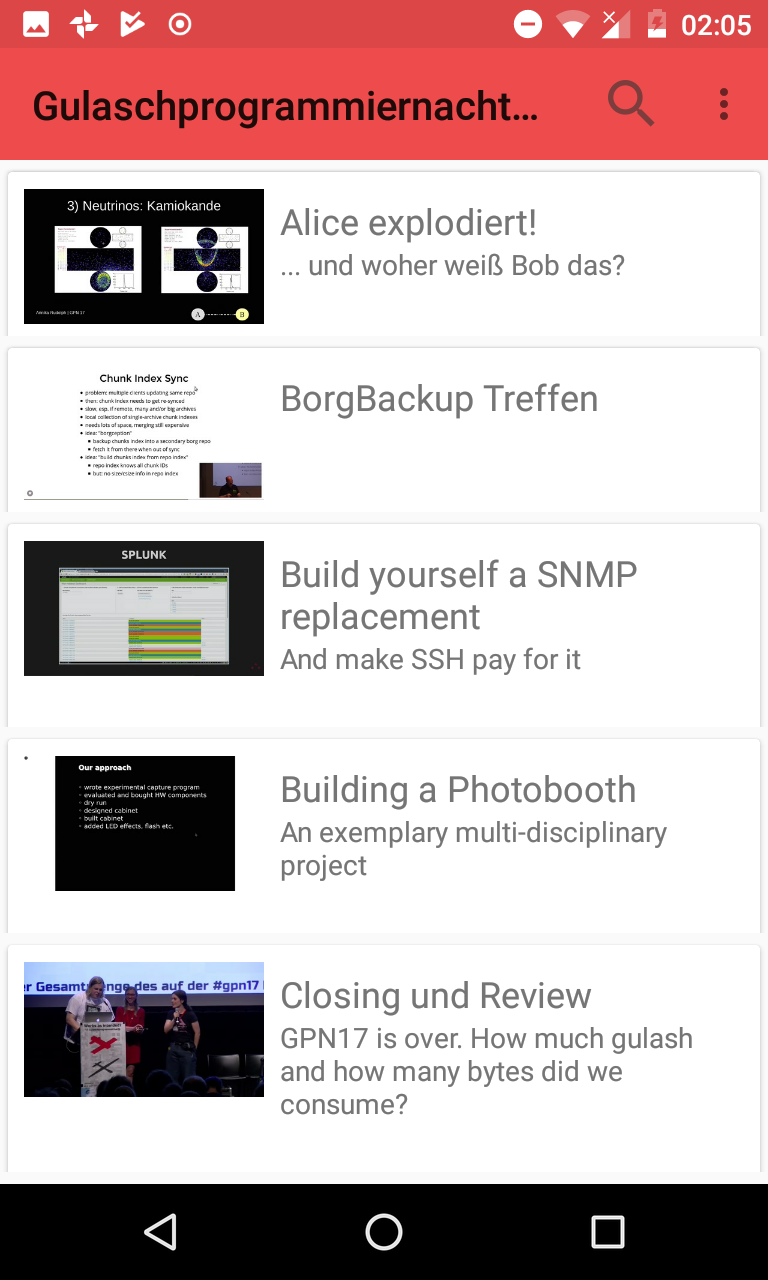 02:05
Gulaschprogrammiernacht...
3) Neutrinos: Kamiokande
A
B
Alice explodiert!
... und woher weiß Bob das?
Chunk Index Sync
problem: multiple clients updating same repo
then: chunk index needs to get re-synced
slow, esp. if remote, many and/or big archives
local collection of single-archive chunk indexes
needs lots of space, merging still expensive
idea: "borgception"
backup chunks index into a secondary borg repo
fetch it from there when out of sync
idea: "build chunks index from repo index"
repo index knows all chunk IDs
but: no size/csize info in repo index
BorgBackup Treffen
SPLUNK
Build yourself a SNMP
replacement
And make SSH pay for it
Our approach
wrote experimental capture program
evaluated and bought HW components
dry run
designed cabinet
built cabinet
added LED effects, flash etc.
Building a Photobooth
An exemplary multi-disciplinary
project
des auf der #gpn17
Closing und Review
GPN17 is over. How much gulash
and how many bytes did we
consume?